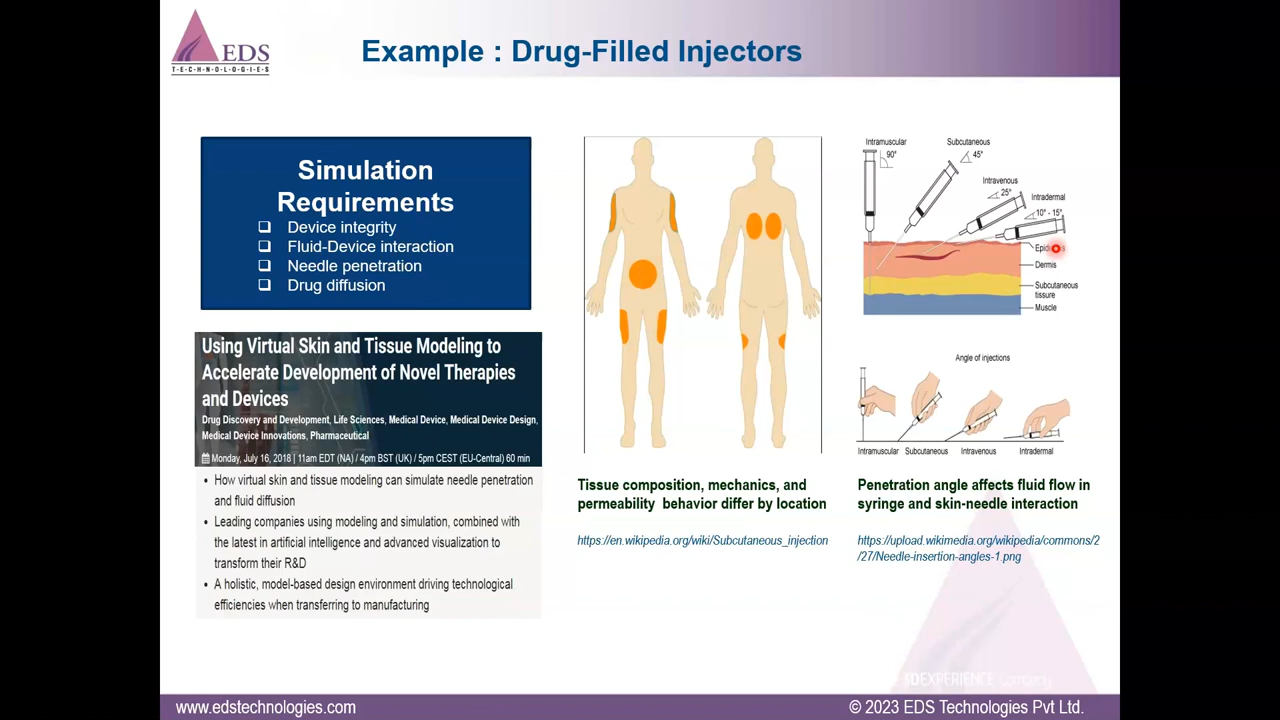 EDS
T·E·C·H·N·O·L·O·G·I·E·S
Example : Drug-Filled Injectors
Simulation
Requirements
Device integrity
Fluid-Device interaction
Needle penetration
Drug diffusion
Using Virtual Skin and Tissue Modeling to
Accelerate Development of Novel Therapies
and Devices
Drug Discovery and Development, Life Sciences, Medical Device, Medical Device Design,
Medical Device Innovations, Pharmaceutical
Monday, July 16, 2018 | 11am EDT (NA) / 4pm BST (UK) / 5pm CEST (EU-Central) 60 min
• How virtual skin and tissue modeling can simulate needle penetration
and fluid diffusion
• Leading companies using modeling and simulation, combined with
the latest in artificial intelligence and advanced visualization to
transform their R&D
• A holistic, model-based design environment driving technological
efficiencies when transferring to manufacturing
Tissue composition, mechanics, and
permeability behavior differ by location
https://en.wikipedia.org/wiki/Subcutaneous_injection
Intramuscular
90°
Subcutaneous
45°
Intravenous
25°
Intradermal
10° - 15°
Dermis
Subcutaneous
tissue
Muscle
Angle of injections
Intramuscular
Subcutaneous
Intravenous
Intradermal
Penetration angle affects fluid flow in
syringe and skin-needle interaction
https://upload.wikimedia.org/wikipedia/commons/2
/27/Needle-insertion-angles-1.png
3DEXPERIENCE Company
www.edstechnologies.com
© 2023 EDS Technologies Pvt Ltd.